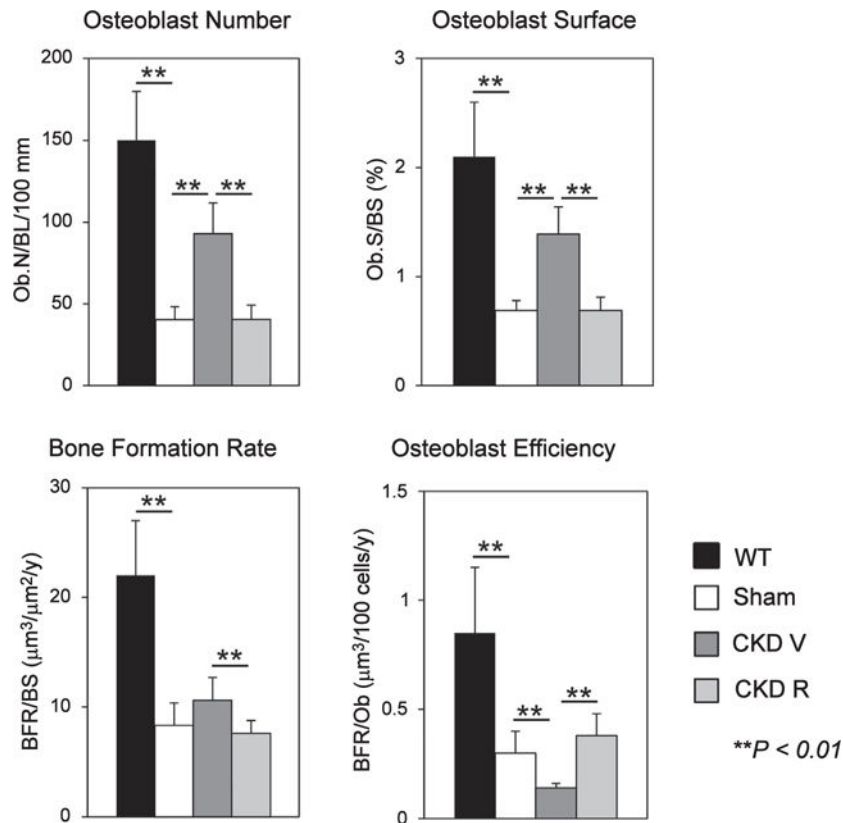 Osteoblast Number
Ob.N/BL/100 mm
200
150
100
50
0
**
**
**
Osteoblast Surface
Ob.S/BS (%)
3
2
1
0
**
**
**
Bone Formation Rate
BFR/BS (μm³/μm²/y)
30
20
10
0
**
**
Osteoblast Efficiency
BFR/Ob (μm³/100 cells/y)
1.5
1
0.5
0
**
**
**
WT
Sham
CKD V
CKD R
**P < 0.01